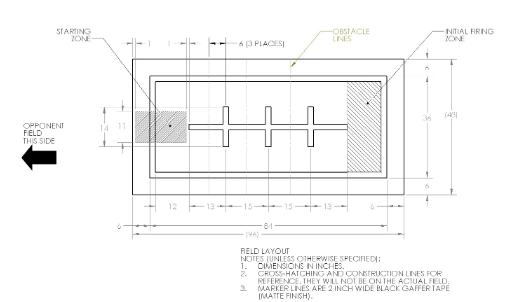 STARTING
ZONE
1
1
6 (3 PLACES)
OBSTACLE
LINES
INITIAL FIRING
ZONE
6
OPPONENT
FIELD
THIS SIDE
14
11
36
(48)
6
12
13
15
15
13
6
6
84
(96)
FIELD LAYOUT
NOTES (UNLESS OTHERWISE SPECIFIED):
1. DIMENSIONS IN INCHES.
2. CROSS-HATCHING AND CONSTRUCTION LINES FOR
REFERENCE. THEY WILL NOT BE ON THE ACTUAL FIELD.
3. MARKER LINES ARE 2 INCH WIDE BLACK GAFFER TAPE
(MATTE FINISH).